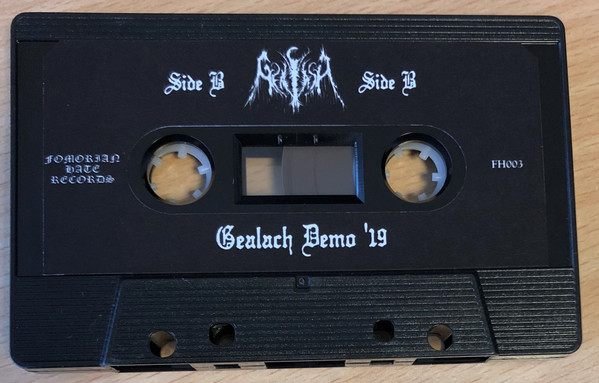 Side B
Side B
FOMORIAN
HATE
RECORDS
FH003
Gealach Demo '19